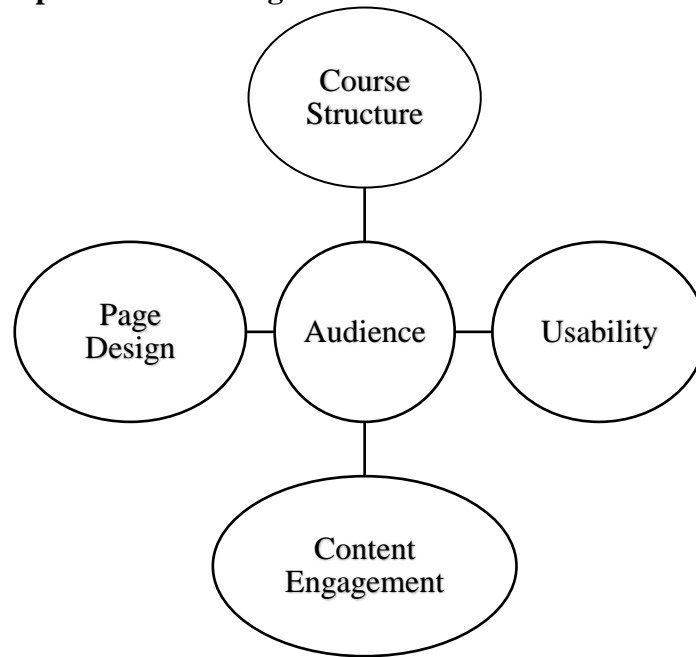 Course
Structure
Page
Design
Audience
Usability
Content
Engagement